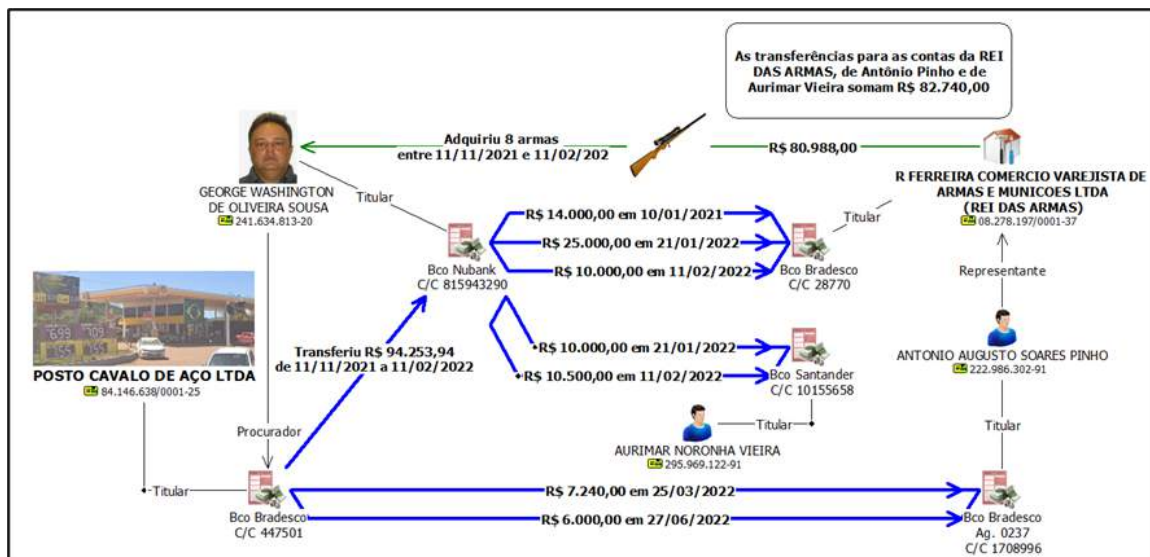 As transferências para as contas da REI
DAS ARMAS, de Antônio Pinho e de
Aurimar Vieira somam R$ 82.740,00
Adquiriu 8 armas
entre 11/11/2021 e 11/02/202
R$ 80.988,00
GEORGE WASHINGTON
DE OLIVEIRA SOUSA
241.634.813-20
Titular
R FERREIRA COMERCIO VAREJISTA DE
ARMAS E MUNICOES LTDA
(REI DAS ARMAS)
08.278.197/0001-37
R$ 14.000,00 em 10/01/2021
R$ 25.000,00 em 21/01/2022
R$ 10.000,00 em 11/02/2022
Titular
Bco Nubank
C/C 815943290
Bco Bradesco
C/C 28770
Representante
699
709
Transferiu R$ 94.253,94
de 11/11/2021 a 11/02/2022
R$ 10.000,00 em 21/01/2022
R$ 10.500,00 em 11/02/2022
Bco Santander
C/C 10155658
ANTONIO AUGUSTO SOARES PINHO
222.986.302-91
POSTO CAVALO DE AÇO LTDA
84.146.638/0001-25
Procurador
Titular
AURIMAR NORONHA VIEIRA
295.969.122-91
Titular
Titular
Bco Bradesco
C/C 447501
R$ 7.240,00 em 25/03/2022
R$ 6.000,00 em 27/06/2022
Bco Bradesco
Ag. 0237
C/C 1708996